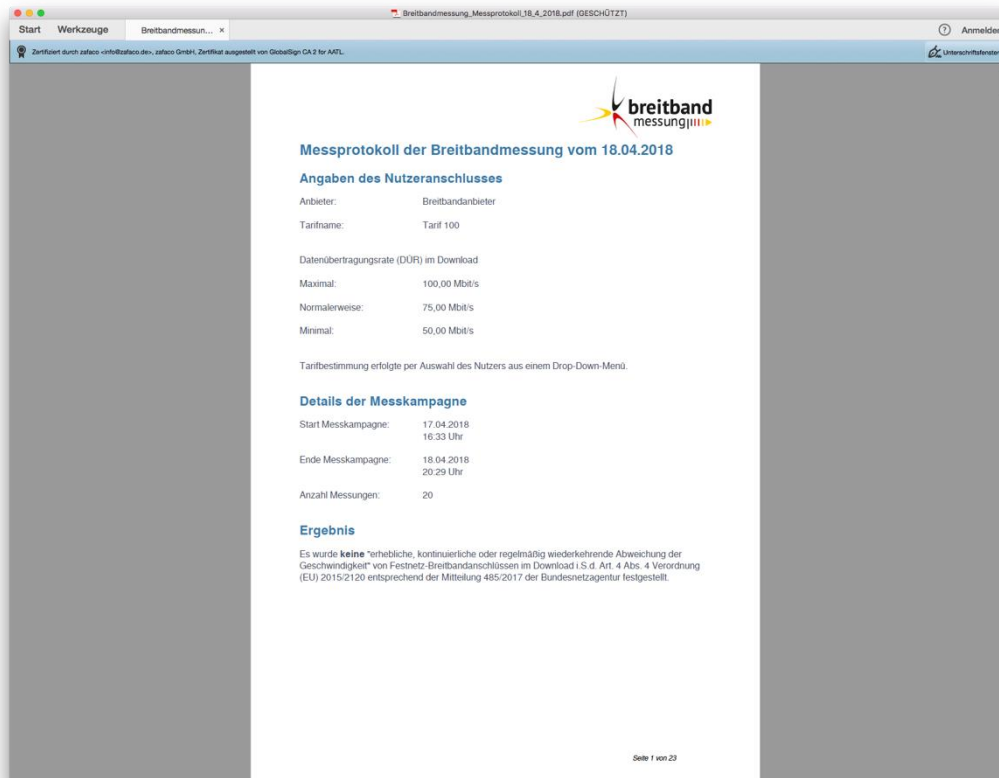 Breitbandmessung_Messprotokoll_18_4_2018.pdf (GESCHÜTZT)
Start Werkzeuge Breitbandmessun... × ? Anmelden
Zertifiziert durch zafaco <info@zafaco.de>, zafaco GmbH, Zertifikat ausgestellt von GlobalSign CA 2 for AATL. Unterschriftsfenster
breitband
messung
Messprotokoll der Breitbandmessung vom 18.04.2018
Angaben des Nutzeranschlusses
Anbieter: Breitbandanbieter
Tarifname: Tarif 100
Datenübertragungsrate (DÜR) im Download
Maximal: 100,00 Mbit/s
Normalerweise: 75,00 Mbit/s
Minimal: 50,00 Mbit/s
Tarifbestimmung erfolgte per Auswahl des Nutzers aus einem Drop-Down-Menü.
Details der Messkampagne
Start Messkampagne: 17.04.2018
16:33 Uhr
Ende Messkampagne: 18.04.2018
20:29 Uhr
Anzahl Messungen: 20
Ergebnis
Es wurde keine "erhebliche, kontinuierliche oder regelmäßig wiederkehrende Abweichung der
Geschwindigkeit" von Festnetz-Breitbandanschlüssen im Download i.S.d. Art. 4 Abs. 4 Verordnung
(EU) 2015/2120 entsprechend der Mitteilung 485/2017 der Bundesnetzagentur festgestellt.
Seite 1 von 23